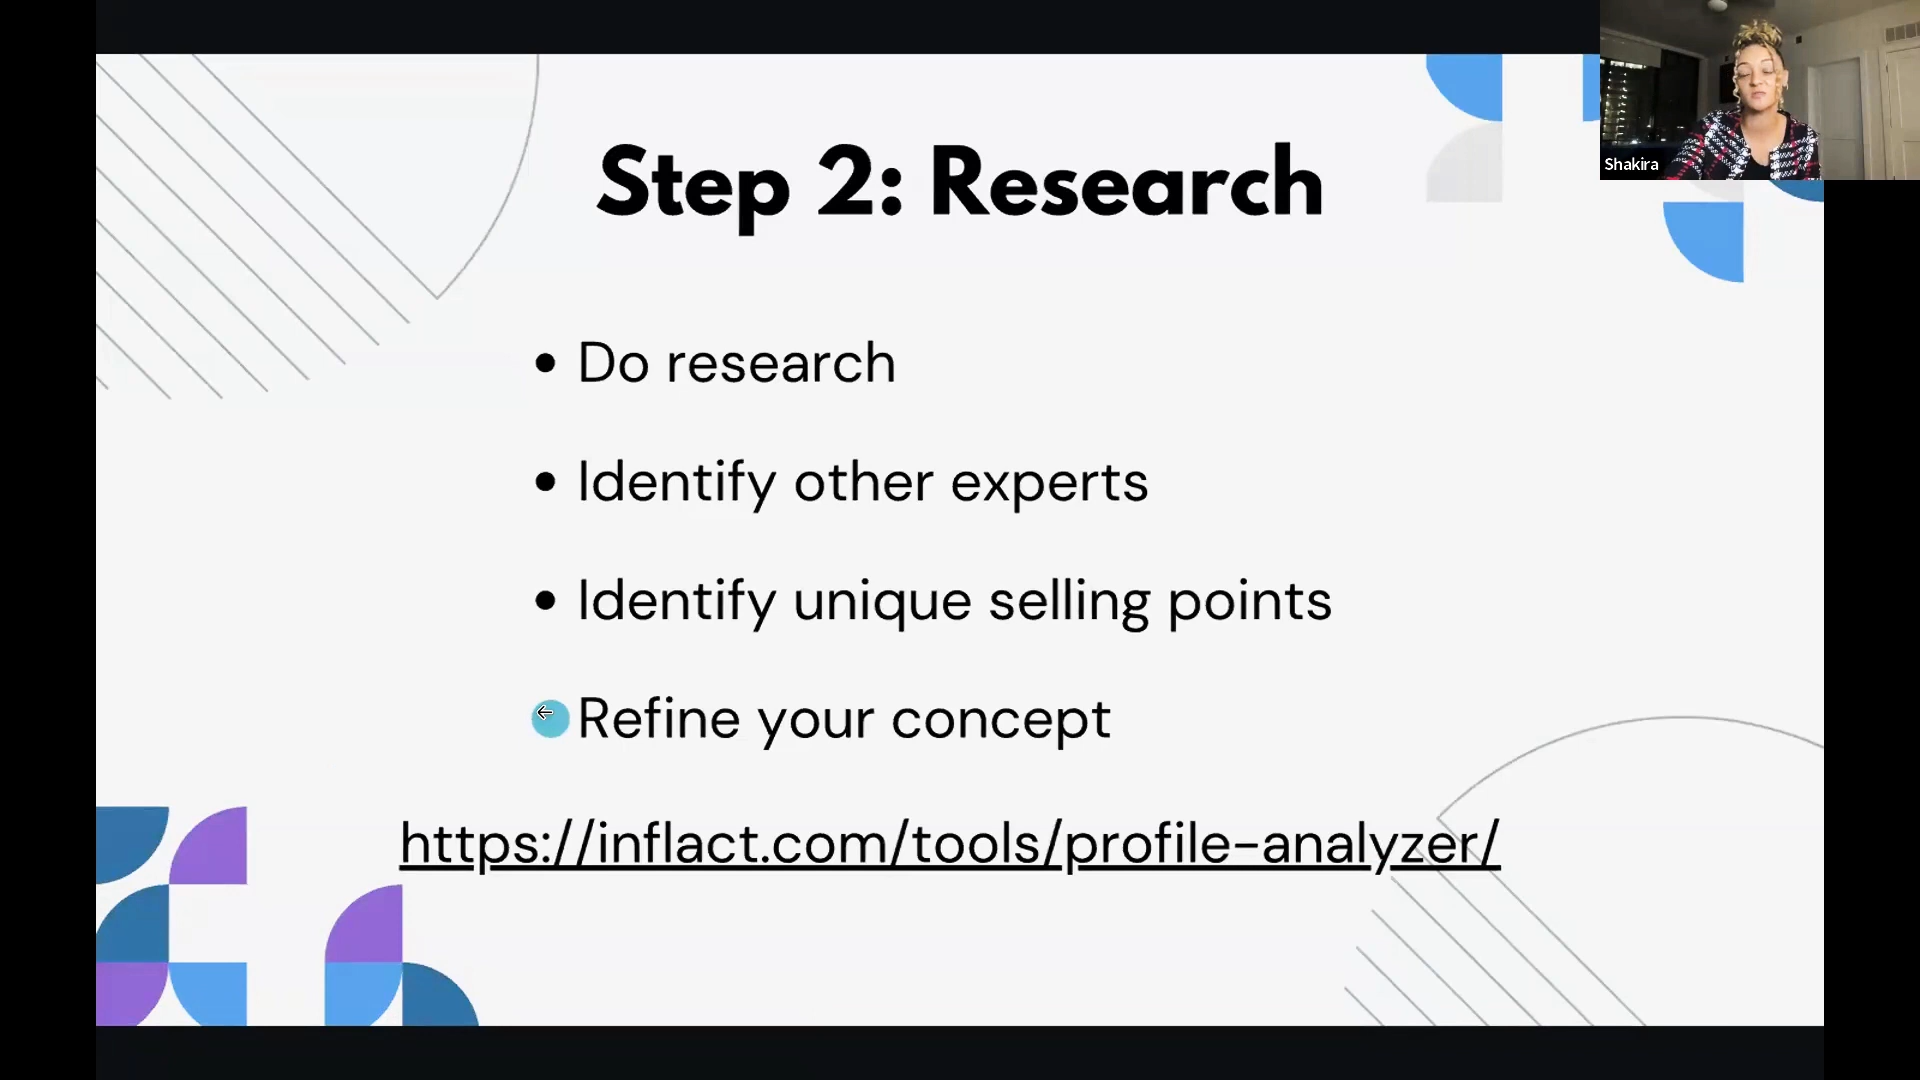 Step 2: Research
Shakira
Do research
Identify other experts
Identify unique selling points
Refine your concept
https://inflact.com/tools/profile-analyzer/